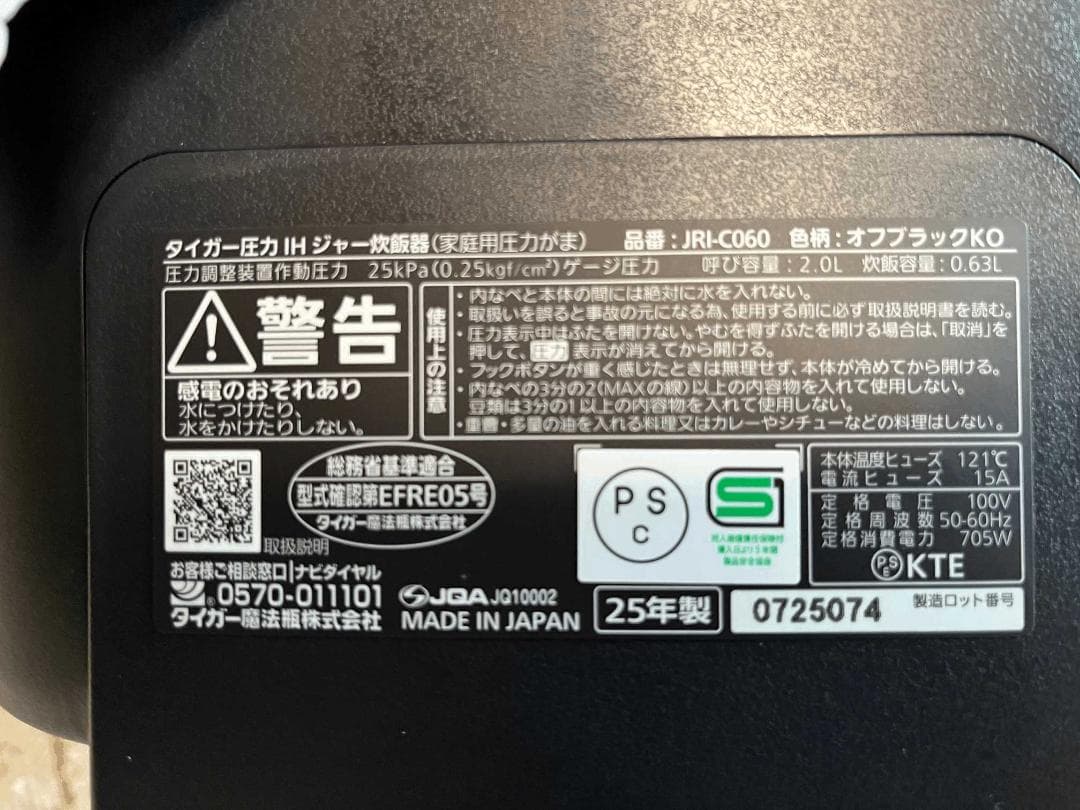 タイガー圧力IHジャー炊飯器(家庭用圧力がま) 品番:JRI-C060 色柄:オフブラックKO
圧力調整装置作動圧力 25kPa(0.25kgf/cm²)ゲージ圧力 呼び容量:2.0L 炊飯容量:0.63L
警告
感電のおそれあり
水につけたり、
水をかけたりしない。
使用上の注意
・内なべと本体の間には絶対に水を入れない。
・取扱いを誤ると事故の元になる為、使用する前に必ず取扱説明書を読む。
・圧力表示中はふたを開けない。やむを得ずふたを開ける場合は、「取消」を
押して、圧力 表示が消えてから開ける。
・フックボタンが重く感じたときは無理せず、本体が冷めてから開ける。
・内なべの3分の2(MAXの線)以上の内容物を入れて使用しない。
豆類は3分の1以上の内容物を入れて使用しない。
・重曹・多量の油を入れる料理又はカレーやシチューなどの料理はしない。
取扱説明
総務省基準適合
型式確認第EFRE05号
タイガー魔法瓶株式会社
PS
C
S
購入日より5年間
本体温度ヒューズ 121℃
電流ヒューズ 15A
定格電圧 100V
定格周波数 50-60Hz
定格消費電力 705W
PSE KTE
お客様ご相談窓口|ナビダイヤル
0570-011101
タイガー魔法瓶株式会社
JQA JQ10002
MADE IN JAPAN
25年製
0725074 製造ロット番号